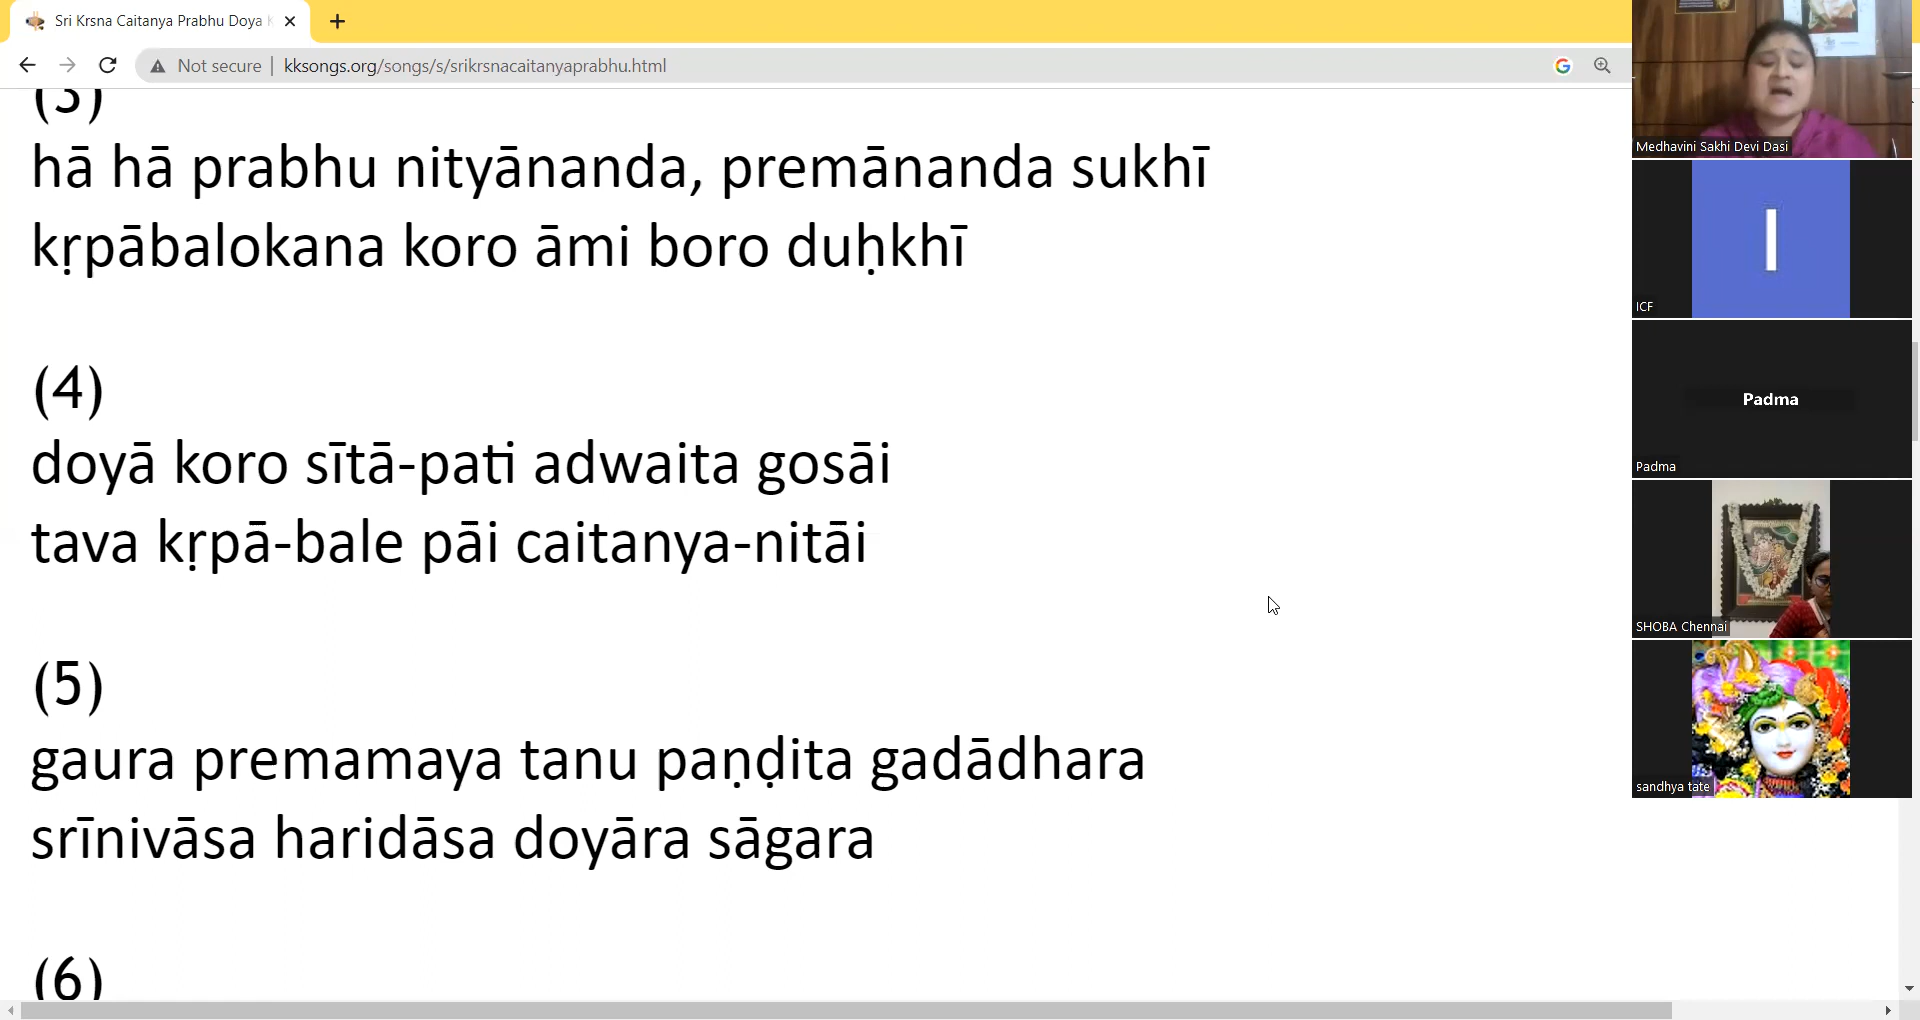 Sri Krsna Caitanya Prabhu Doya K
Not secure | kksongs.org/songs/s/srikrsnacaitanyaprabhu.html
(3)
hā hā prabhu nityānanda, premānanda sukhī
kṛpābalokana koro āmi boro duḥkhī
(4)
doyā koro sītā-pati adwaita gosāi
tava kṛpā-bale pāi caitanya-nitāi
(5)
gaura premamaya tanu paṇḍita gadādhara
srīnivāsa haridāsa doyāra sāgara
(6)
Medhavini Sakhi Devi Dasi
I
ICF
Padma
Padma
SHOBA Chennai
sandhya tate